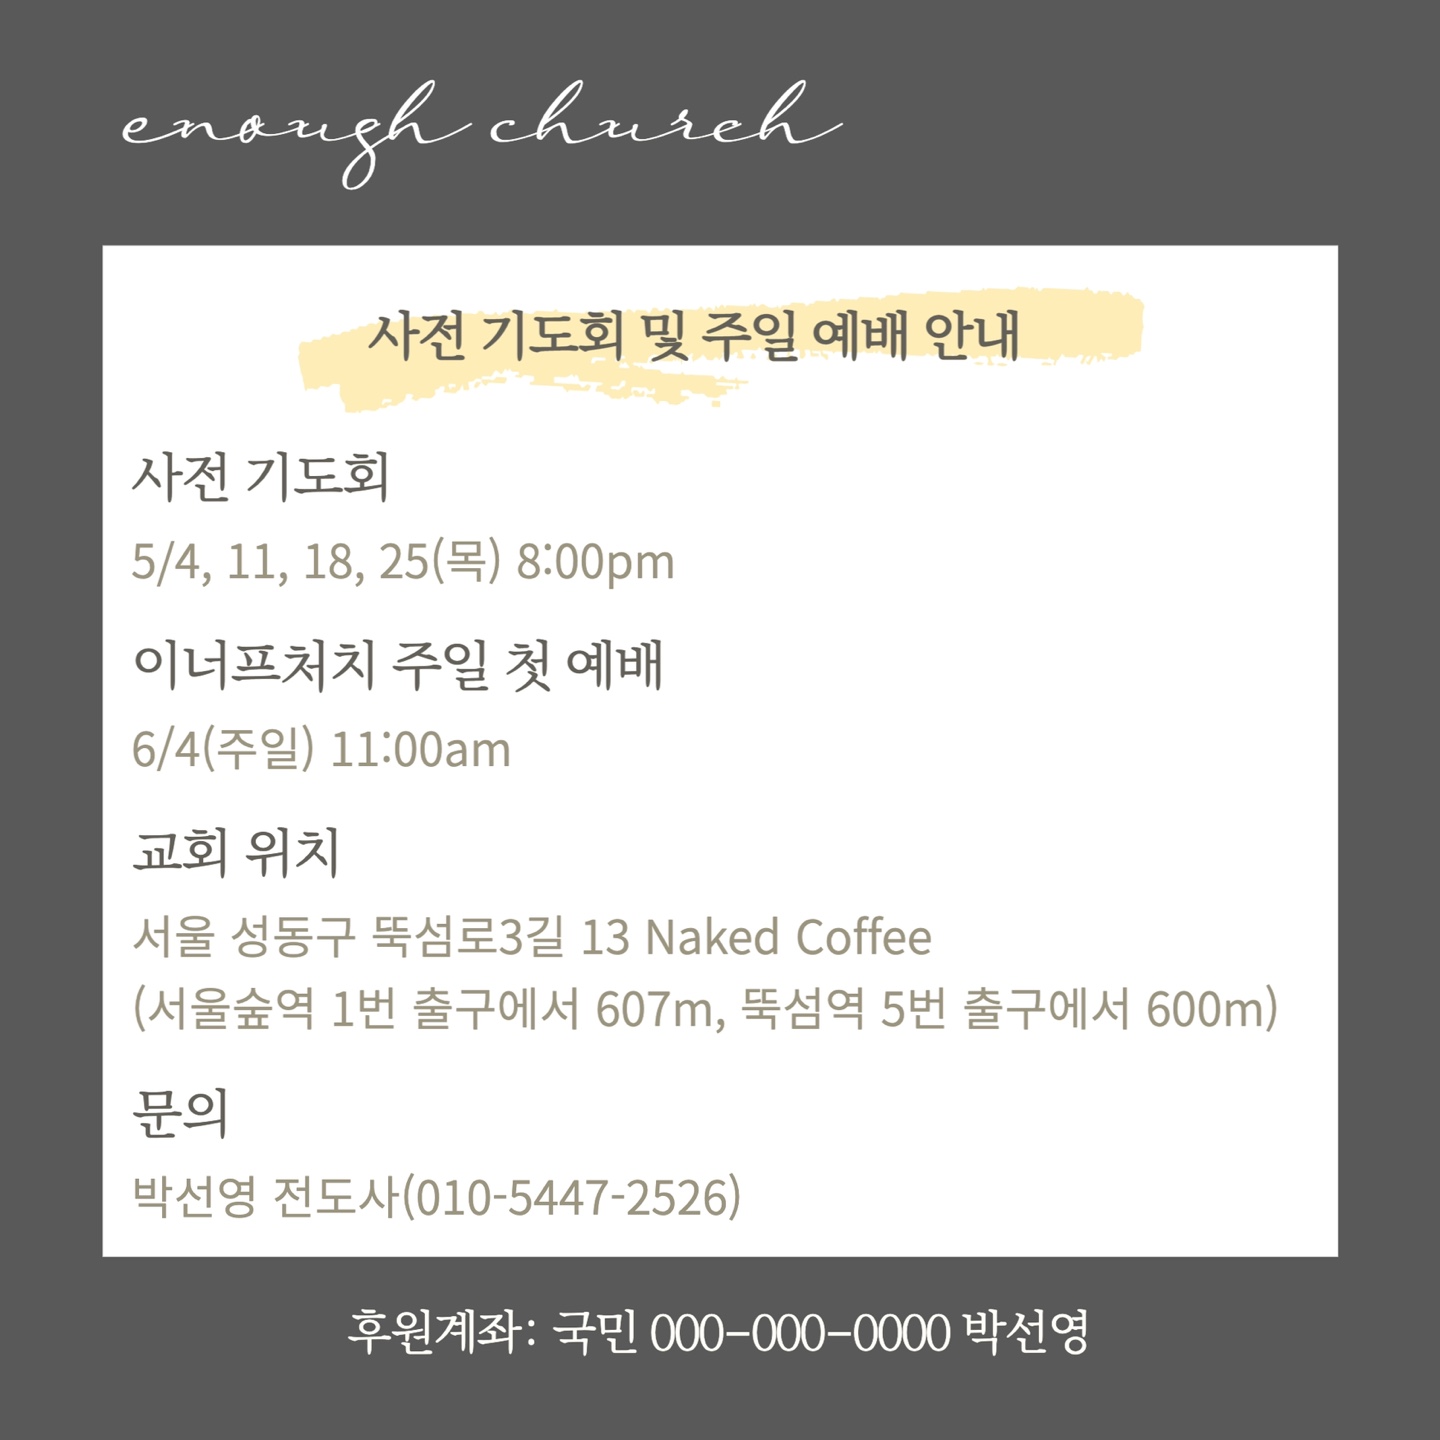 enough church
사전 기도회 및 주일 예배 안내
사전 기도회
5/4, 11, 18, 25(목) 8:00pm
이너프처치 주일 첫 예배
6/4(주일) 11:00am
교회 위치
서울 성동구 뚝섬로3길 13 Naked Coffee
(서울숲역 1번 출구에서 607m, 뚝섬역 5번 출구에서 600m)
문의
박선영 전도사(010-5447-2526)
후원계좌: 국민 000-000-0000 박선영